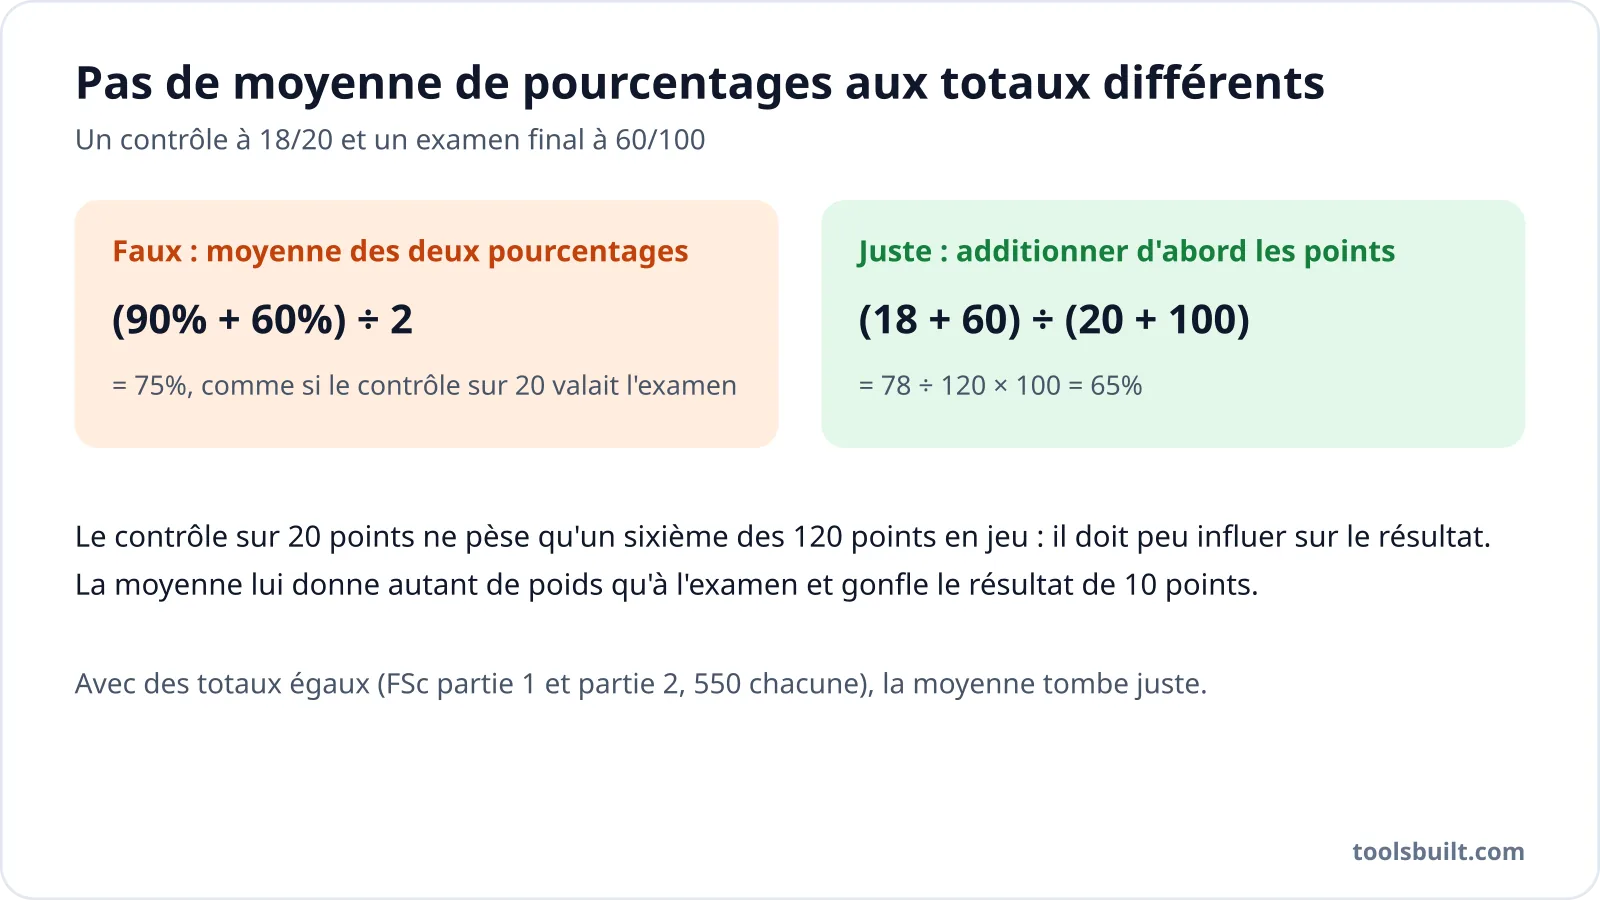 Pas de moyenne de pourcentages aux totaux différents
Un contrôle à 18/20 et un examen final à 60/100
Faux : moyenne des deux pourcentages
(90% + 60%) ÷ 2
= 75%, comme si le contrôle sur 20 valait l'examen
Juste : additionner d'abord les points
(18 + 60) ÷ (20 + 100)
= 78 ÷ 120 × 100 = 65%
Le contrôle sur 20 points ne pèse qu'un sixième des 120 points en jeu : il doit peu influer sur le résultat.
La moyenne lui donne autant de poids qu'à l'examen et gonfle le résultat de 10 points.
Avec des totaux égaux (FSc partie 1 et partie 2, 550 chacune), la moyenne tombe juste.
toolsbuilt.com